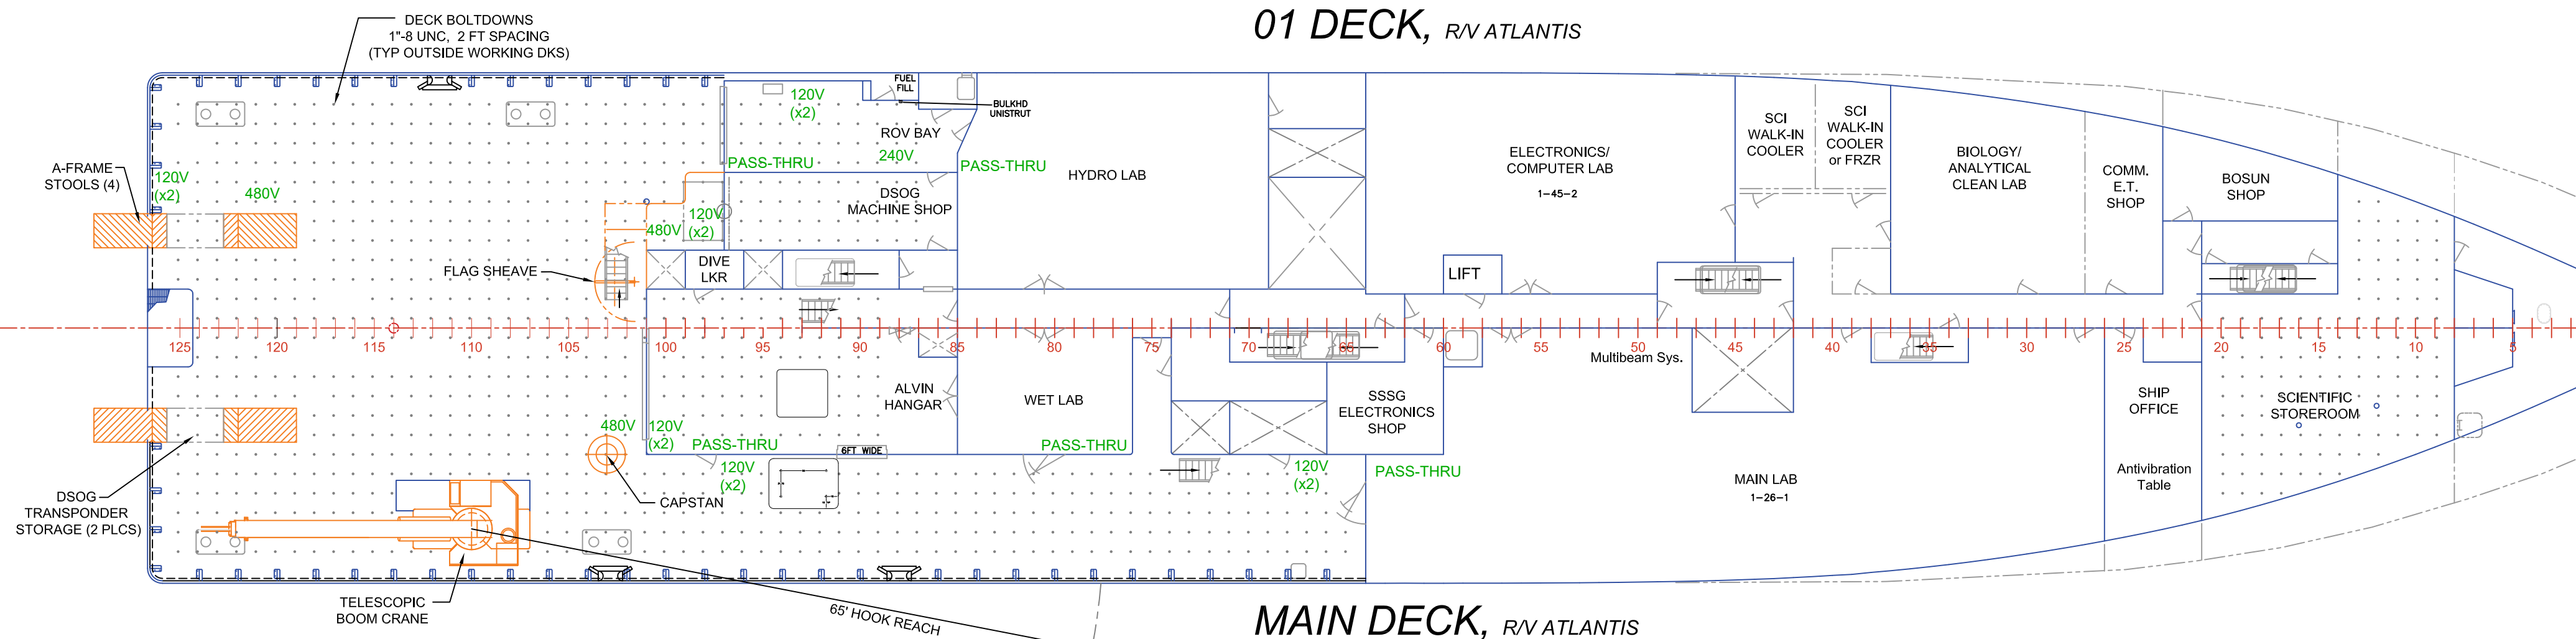 01 DECK, R/V ATLANTIS
DECK BOLTDOWNS
1"-8 UNC, 2 FT SPACING
(TYP OUTSIDE WORKING DKS)
A-FRAME
STOOLS (4)
120V
(x2)
480V
FLAG SHEAVE
120V
(x2)
FUEL
FILL
BULKHD
UNISTRUT
ROV BAY
240V
PASS-THRU
PASS-THRU
DSOG
MACHINE SHOP
120V
(x2)
480V
DIVE
LKR
HYDRO LAB
ELECTRONICS/
COMPUTER LAB
1-45-2
LIFT
SCI
WALK-IN
COOLER
SCI
WALK-IN
COOLER
or FRZR
BIOLOGY/
ANALYTICAL
CLEAN LAB
COMM.
E.T.
SHOP
BOSUN
SHOP
125 120 115 110 105 100 95 90 85 80 75 70 65 60 55 50 45 40 35 30 25 20 15 10 5
Multibeam Sys.
ALVIN
HANGAR
WET LAB
SSSG
ELECTRONICS
SHOP
SHIP
OFFICE
SCIENTIFIC
STOREROOM
480V
120V
(x2)
PASS-THRU
6FT WIDE
PASS-THRU
120V
(x2)
120V
(x2)
PASS-THRU
MAIN LAB
1-26-1
Antivibration
Table
CAPSTAN
DSOG
TRANSPONDER
STORAGE (2 PLCS)
TELESCOPIC
BOOM CRANE
65' HOOK REACH
MAIN DECK, R/V ATLANTIS